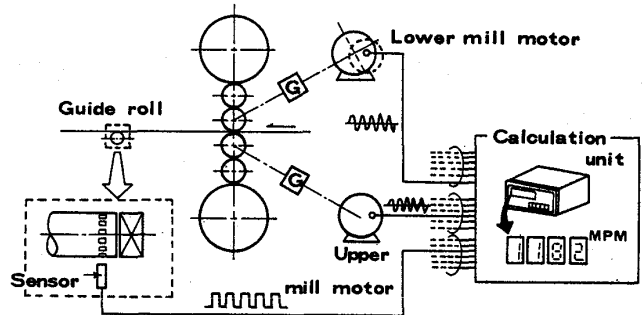 Lower mill motor
G
Guide roll
Calculation
unit
G
MPM
1182
Upper
Sensor
mill motor